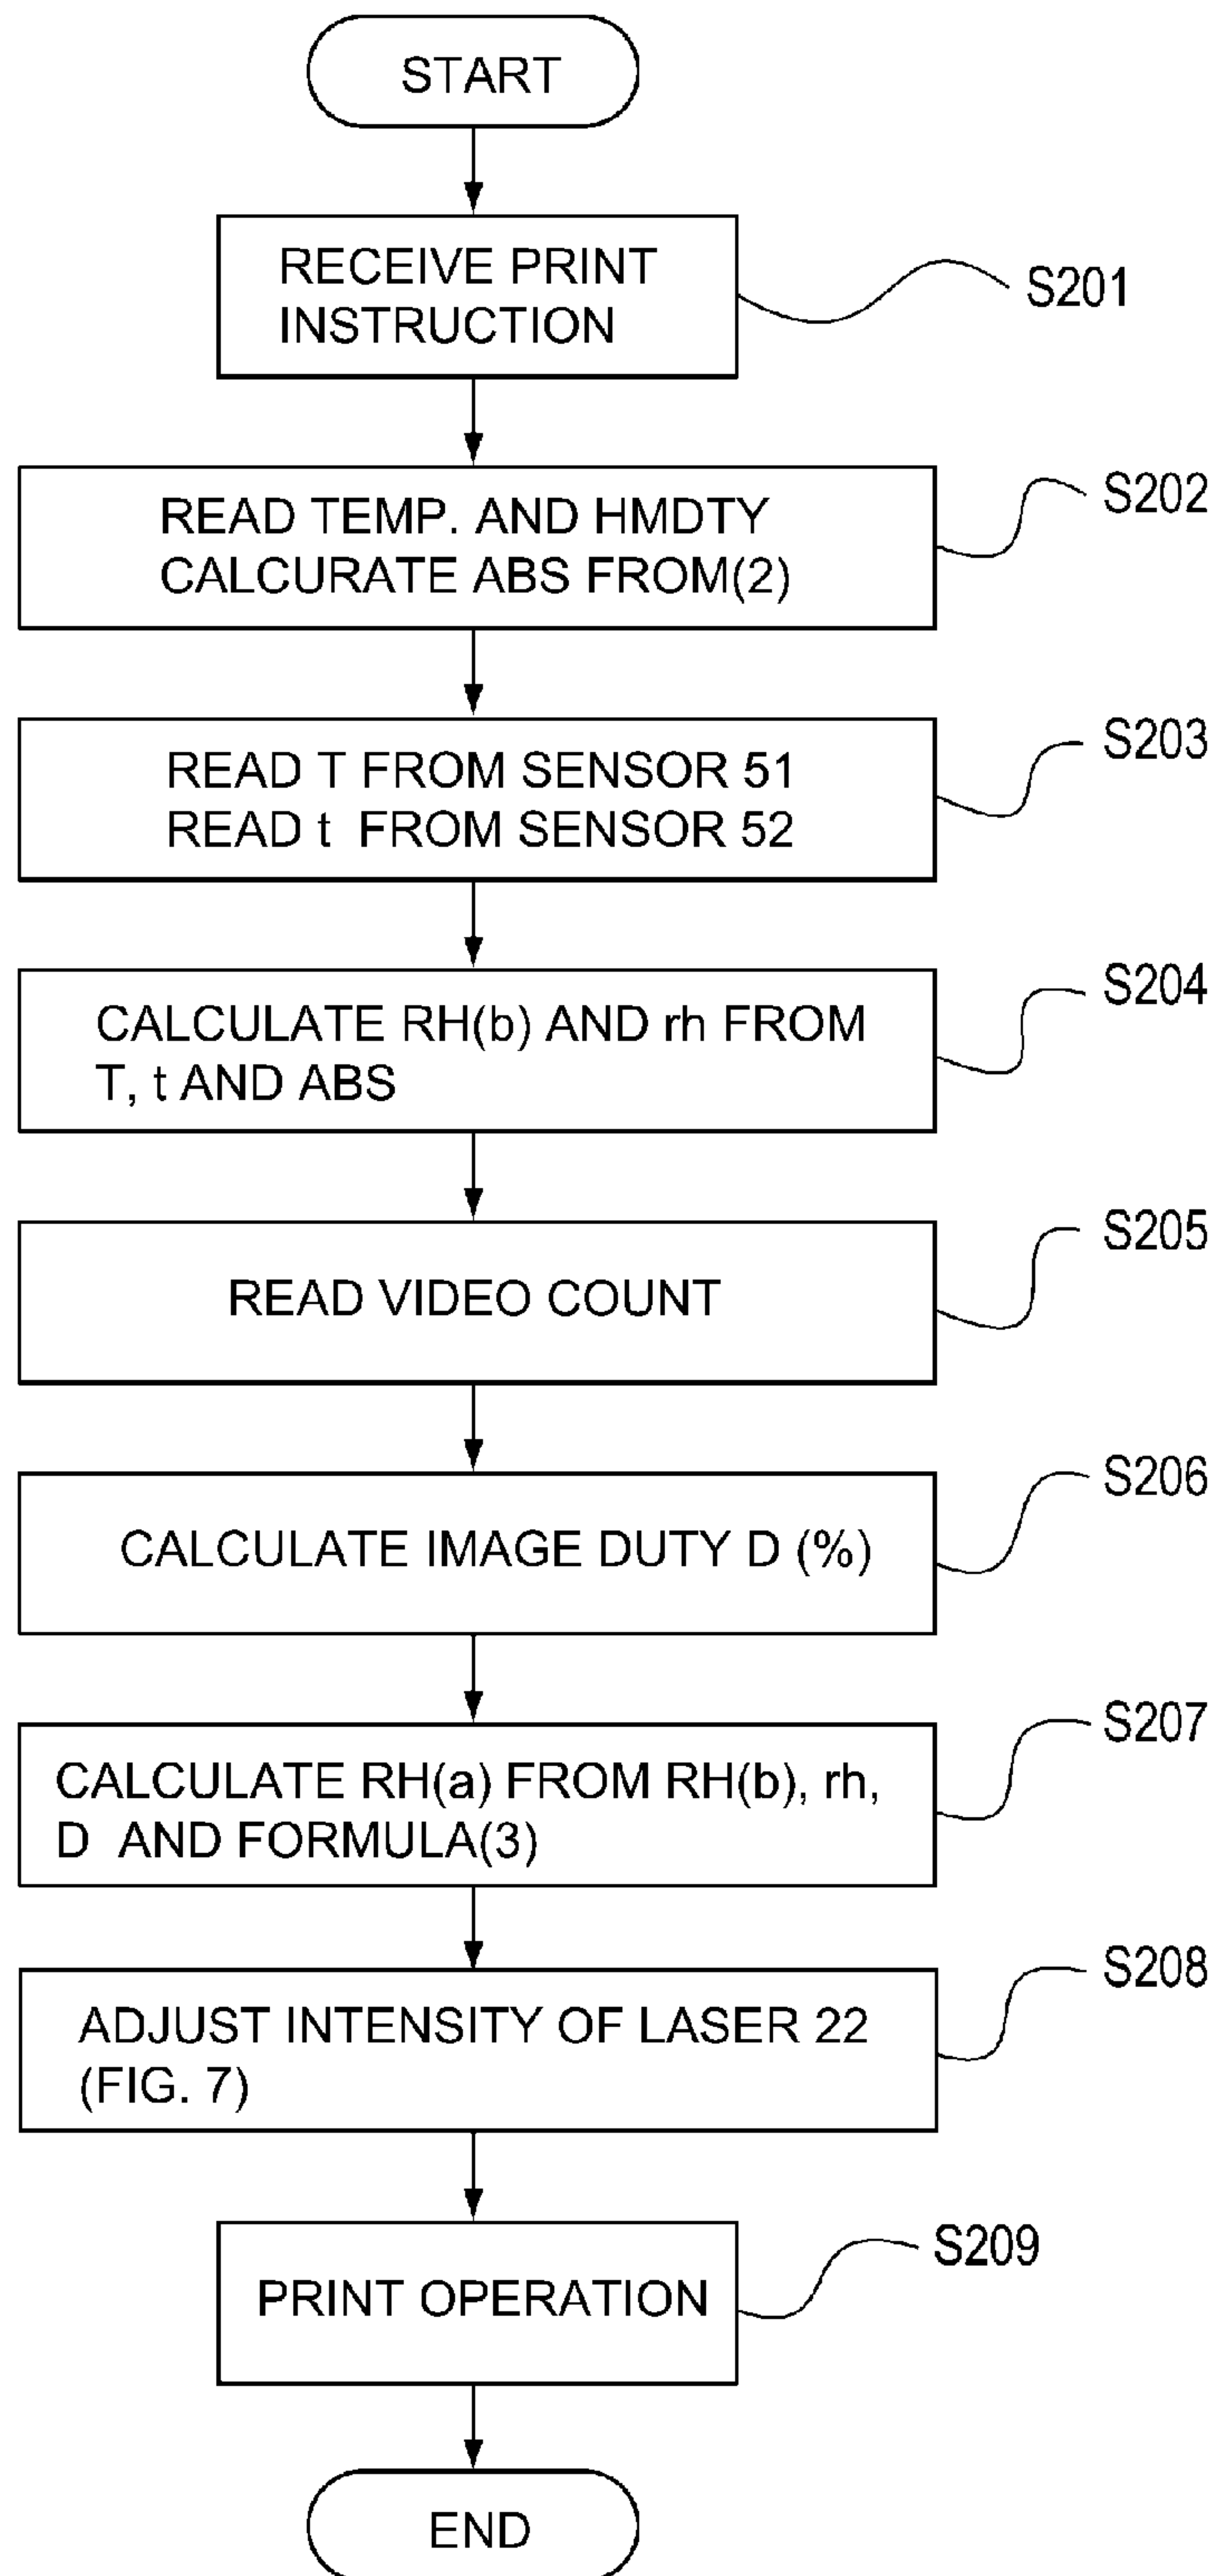 START
RECEIVE PRINT
INSTRUCTION
S201
READ TEMP. AND HMDTY
CALCURATE ABS FROM(2)
S202
READ T FROM SENSOR 51
READ t FROM SENSOR 52
S203
CALCULATE RH(b) AND rh FROM
T, t AND ABS
S204
READ VIDEO COUNT
S205
CALCULATE IMAGE DUTY D (%)
S206
CALCULATE RH(a) FROM RH(b), rh,
D AND FORMULA(3)
S207
ADJUST INTENSITY OF LASER 22
(FIG. 7)
S208
PRINT OPERATION
S209
END